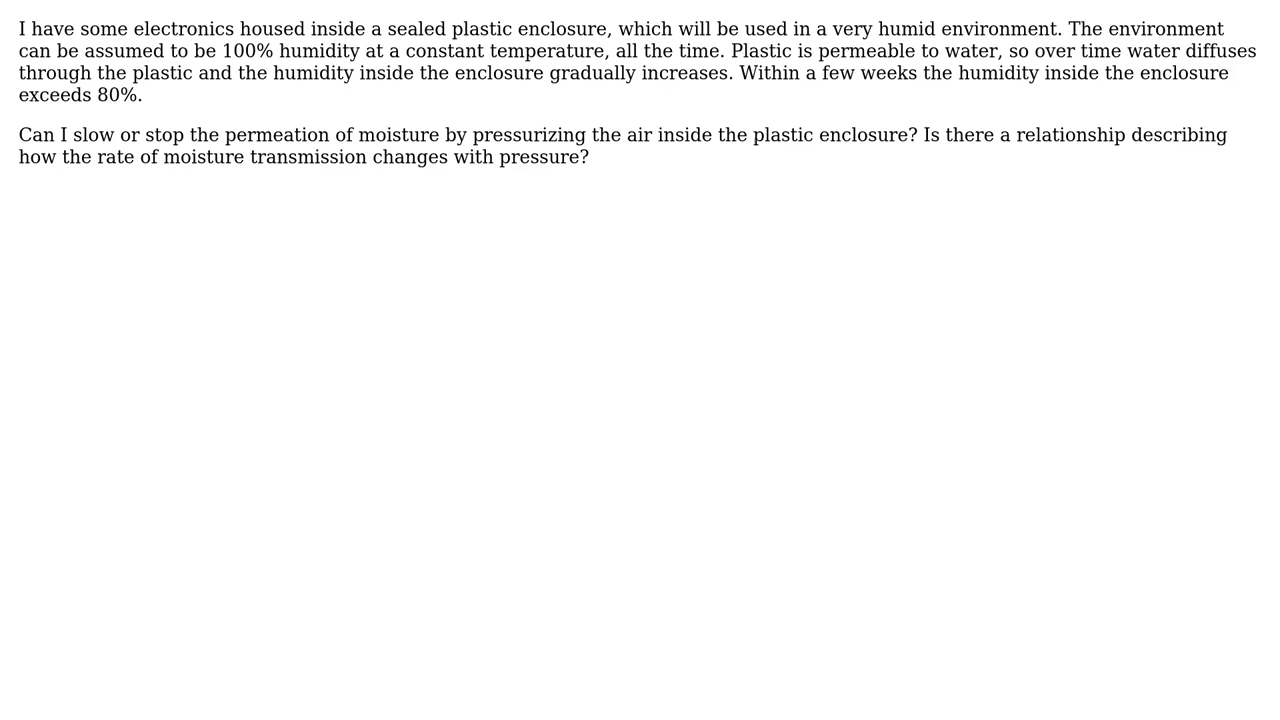 I have some electronics housed inside a sealed plastic enclosure, which will be used in a very humid environment. The environment
can be assumed to be 100% humidity at a constant temperature, all the time. Plastic is permeable to water, so over time water diffuses
through the plastic and the humidity inside the enclosure gradually increases. Within a few weeks the humidity inside the enclosure
exceeds 80%.
Can I slow or stop the permeation of moisture by pressurizing the air inside the plastic enclosure? Is there a relationship describing
how the rate of moisture transmission changes with pressure?